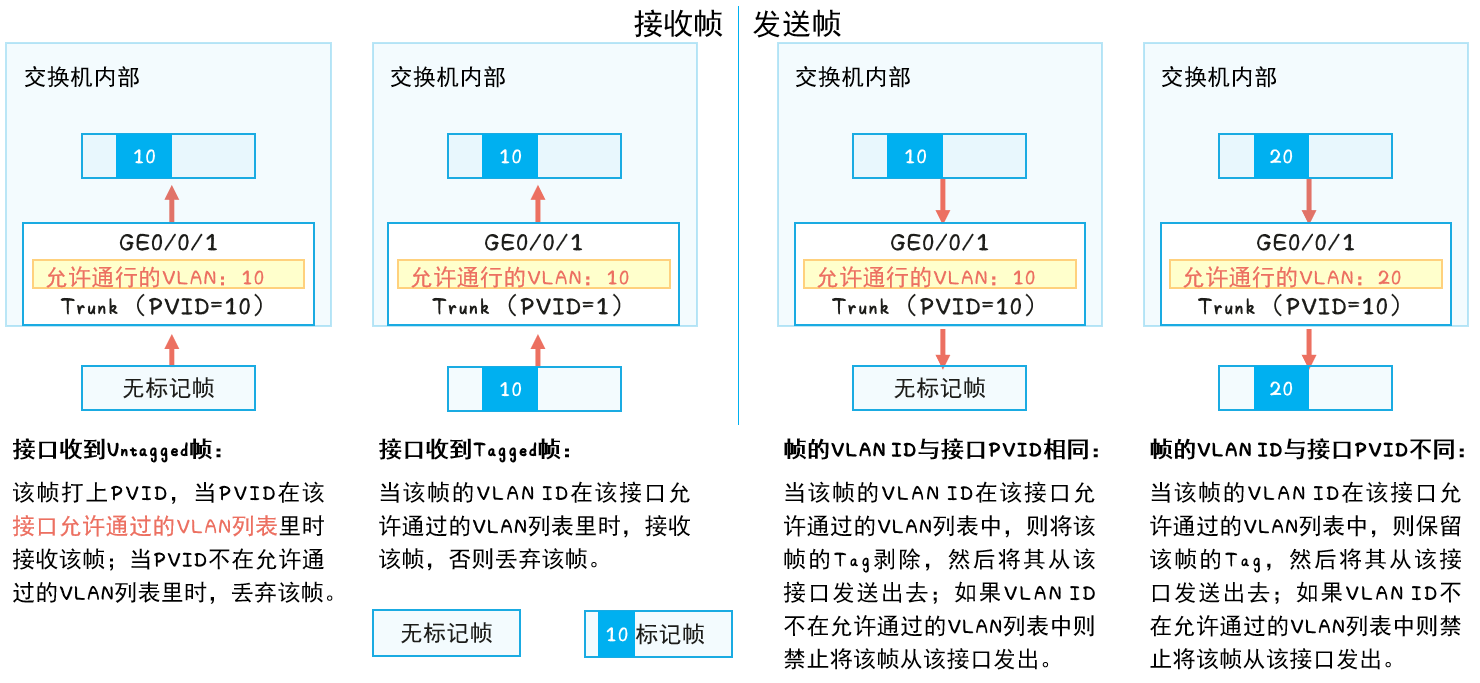 接收帧
发送帧
交换机内部
10
GE0/0/1
允许通行的VLAN：10
Trunk（PVID=10）
无标记帧
接口收到Untagged帧：
该帧打上PVID，当PVID在该
接口允许通过的VLAN列表里时
接收该帧；当PVID不在允许通
过的VLAN列表里时，丢弃该帧。
交换机内部
10
GE0/0/1
允许通行的VLAN：10
Trunk（PVID=1）
10
接口收到Tagged帧：
当该帧的VLAN ID在该接口允
许通过的VLAN列表里时，接收
该帧，否则丢弃该帧。
无标记帧
10 标记帧
交换机内部
10
GE0/0/1
允许通行的VLAN：10
Trunk（PVID=10）
无标记帧
帧的VLAN ID与接口PVID相同：
当该帧的VLAN ID在该接口允
许通过的VLAN列表中，则将该
帧的Tag剥除，然后将其从该
接口发送出去；如果VLAN ID
不在允许通过的VLAN列表中则
禁止将该帧从该接口发出。
交换机内部
20
GE0/0/1
允许通行的VLAN：20
Trunk（PVID=10）
20
帧的VLAN ID与接口PVID不同：
当该帧的VLAN ID在该接口允
许通过的VLAN列表中，则保留
该帧的Tag，然后将其从该接
口发送出去；如果VLAN ID不
在允许通过的VLAN列表中则禁
止将该帧从该接口发出。